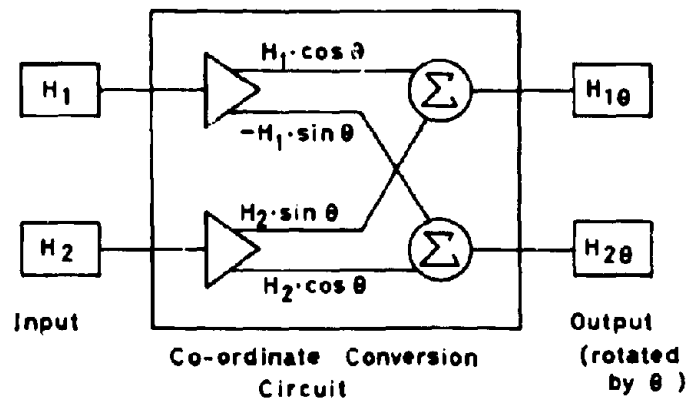 H₁·cos θ
H₁
Σ
H₁θ
-H₁·sin θ
H₂·sin θ
H₂
Σ
H₂θ
H₂·cos θ
Input
Output
(rotated
by θ )
Co-ordinate Conversion
Circuit